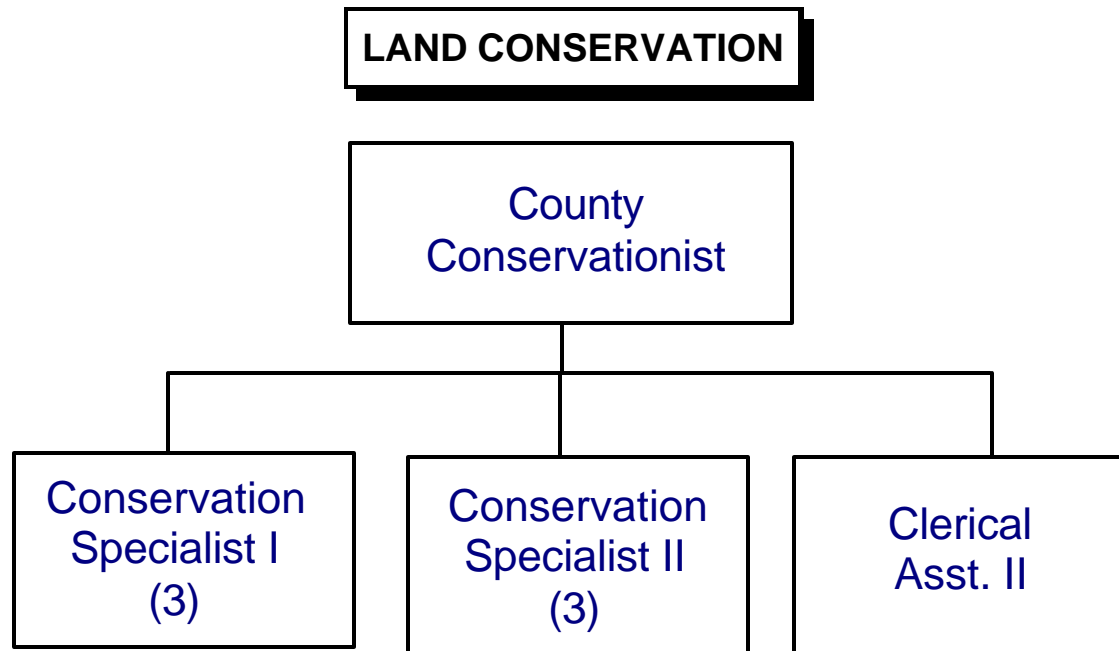 LAND CONSERVATION
County
Conservationist
Conservation
Specialist I
(3)
Conservation
Specialist II
(3)
Clerical
Asst. II